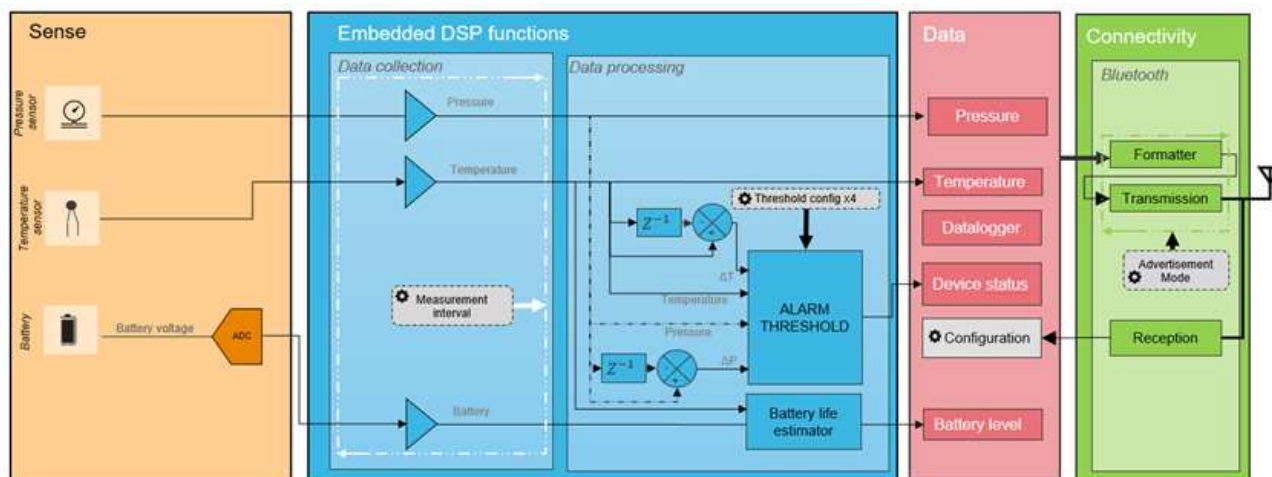 Sense
Embedded DSP functions
Data
Connectivity
Data collection
Data processing
Bluetooth
Pressure
sensor
Pressure
Pressure
Formatter
Temperature
Temperature
Transmission
Temperature
sensor
Threshold config x4
Z⁻¹
Datalogger
Advertisement
Mode
ΔT
Device status
Measurement
interval
Temperature
ALARM
THRESHOLD
Battery
Battery voltage
ADC
Pressure
Configuration
Reception
Z⁻¹
ΔP
Battery
Battery life
estimator
Battery level